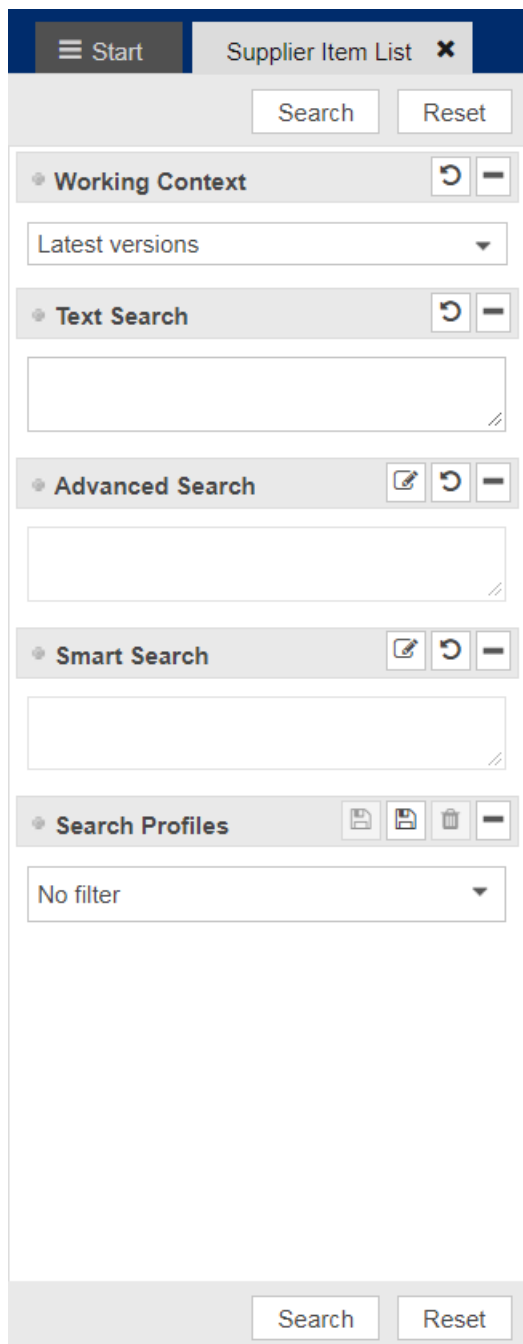 Start
Supplier Item List
Search Reset
Working Context
Latest versions
Text Search
Advanced Search
Smart Search
Search Profiles
No filter
Search Reset